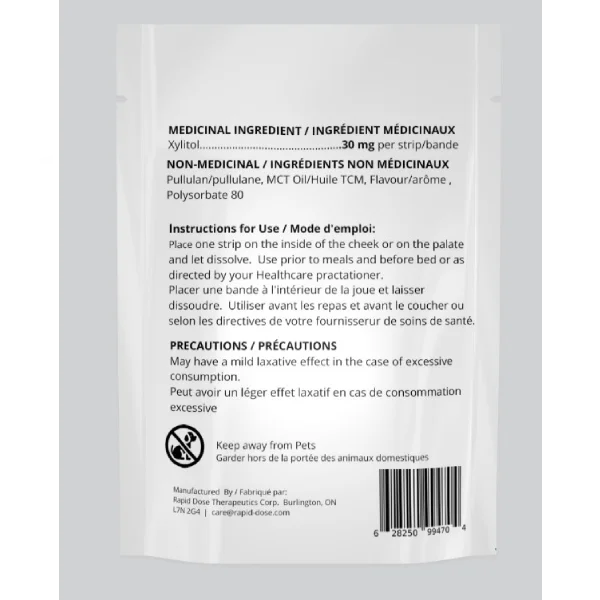 MEDICINAL INGREDIENT / INGRÉDIENT MÉDICINAUX
Xylitol................................................30 mg per strip/bande
NON-MEDICINAL / INGRÉDIENTS NON MÉDICINAUX
Pullulan/pullulane, MCT Oil/Huile TCM, Flavour/arôme ,
Polysorbate 80
Instructions for Use / Mode d'emploi:
Place one strip on the inside of the cheek or on the palate
and let dissolve. Use prior to meals and before bed or as
directed by your Healthcare practationer.
Placer une bande à l'intérieur de la joue et laisser
dissoudre. Utiliser avant les repas et avant le coucher ou
selon les directives de votre fournisserur de soins de santé.
PRECAUTIONS / PRÉCAUTIONS
May have a mild laxative effect in the case of excessive
consumption.
Peut avoir un léger effet laxatif en cas de consommation
excessive
Keep away from Pets
Garder hors de la portée des animaux domestiques
Manufactured By / Fabriqué par:
Rapid Dose Therapeutics Corp. Burlington, ON
L7N 2G4 | care@rapid-dose.com
6 28250 99470 4